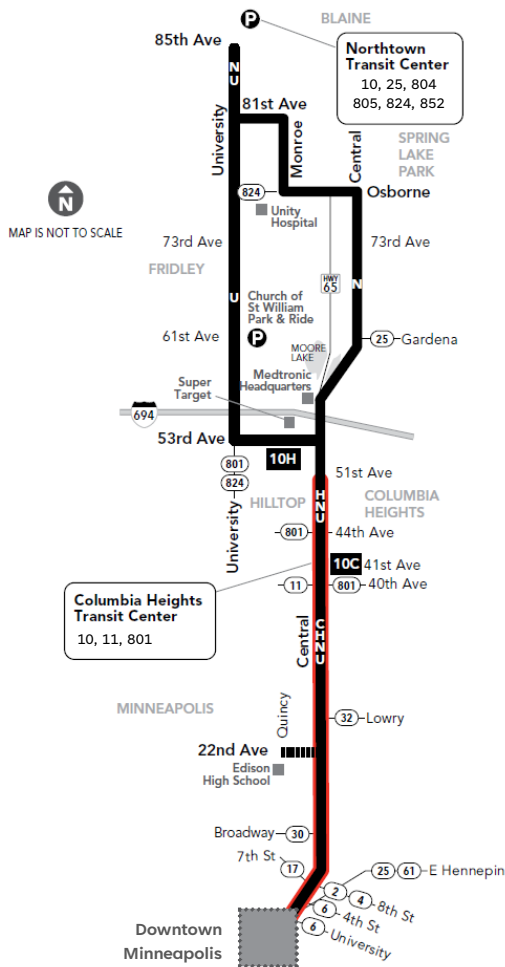 P
BLAINE
85th Ave
Northtown
Transit Center
10, 25, 804
805, 824, 852
NU
81st Ave
University
Monroe
Central
SPRING
LAKE
PARK
N
824
Osborne
Unity
Hospital
MAP IS NOT TO SCALE
73rd Ave
73rd Ave
FRIDLEY
HWY
65
N
U
Church of
St William
Park & Ride
61st Ave
P
25
Gardena
MOORE
LAKE
Medtronic
Headquarters
Super
Target
694
53rd Ave
10H
801
824
51st Ave
University
HILLTOP
HNU
COLUMBIA
HEIGHTS
801
44th Ave
10C
41st Ave
11
801
40th Ave
Columbia Heights
Transit Center
10, 11, 801
Central
CHNU
MINNEAPOLIS
Quincy
32
Lowry
22nd Ave
Edison
High School
Broadway
30
7th St
17
25
61
E Hennepin
2
4
8th St
6
4th St
6
University
Downtown
Minneapolis